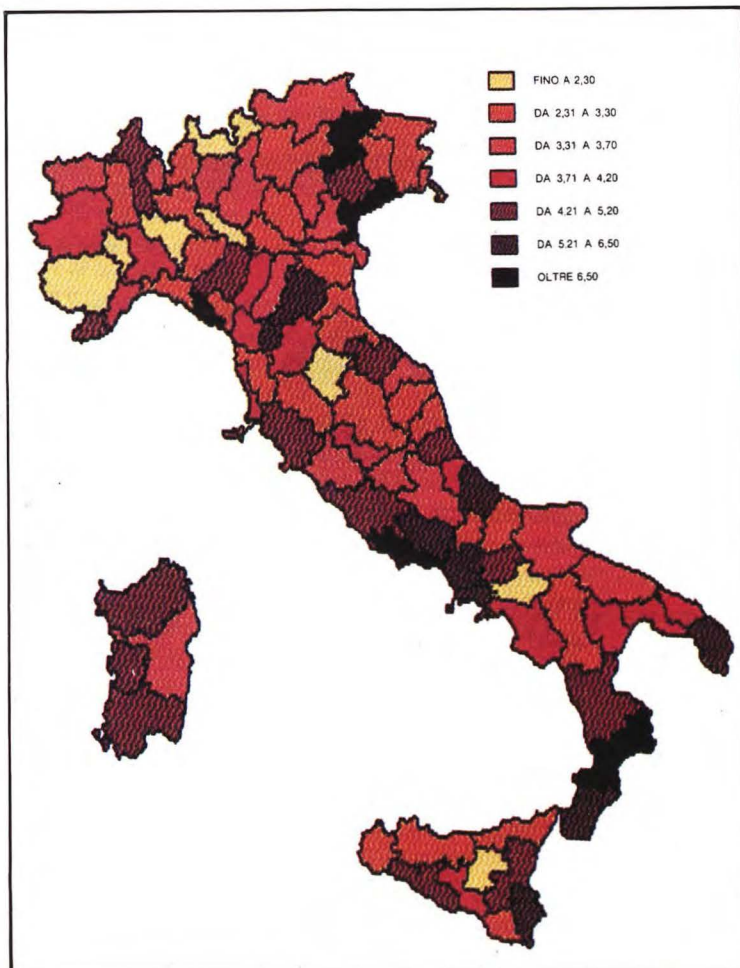 FINO A 2,30
DA 2,31 A 3,30
DA 3,31 A 3,70
DA 3,71 A 4,20
DA 4.21 A 5,20
DA 5.21 A 6,50
OLTRE 6,50